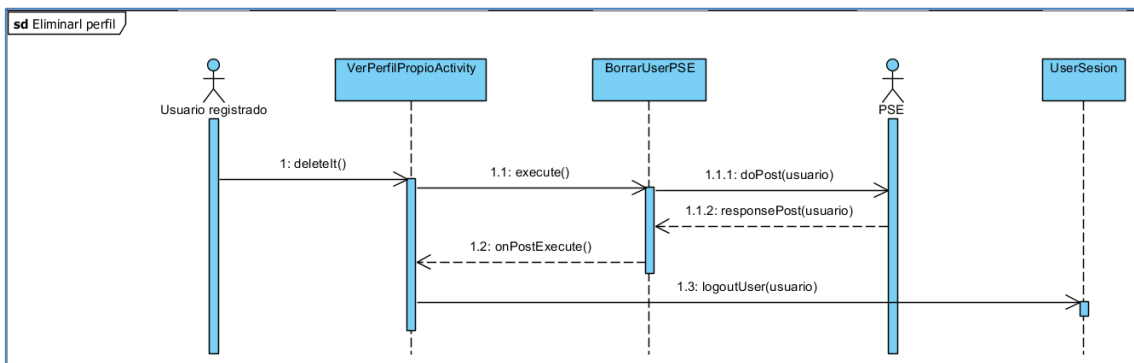 sd Eliminarl perfil
VerPerfilPropioActivity
BorrarUserPSE
UserSesion
Usuario registrado
PSE
1: deleteIt()
1.1: execute()
1.1.1: doPost(usuario)
1.1.2: responsePost(usuario)
1.2: onPostExecute()
1.3: logoutUser(usuario)